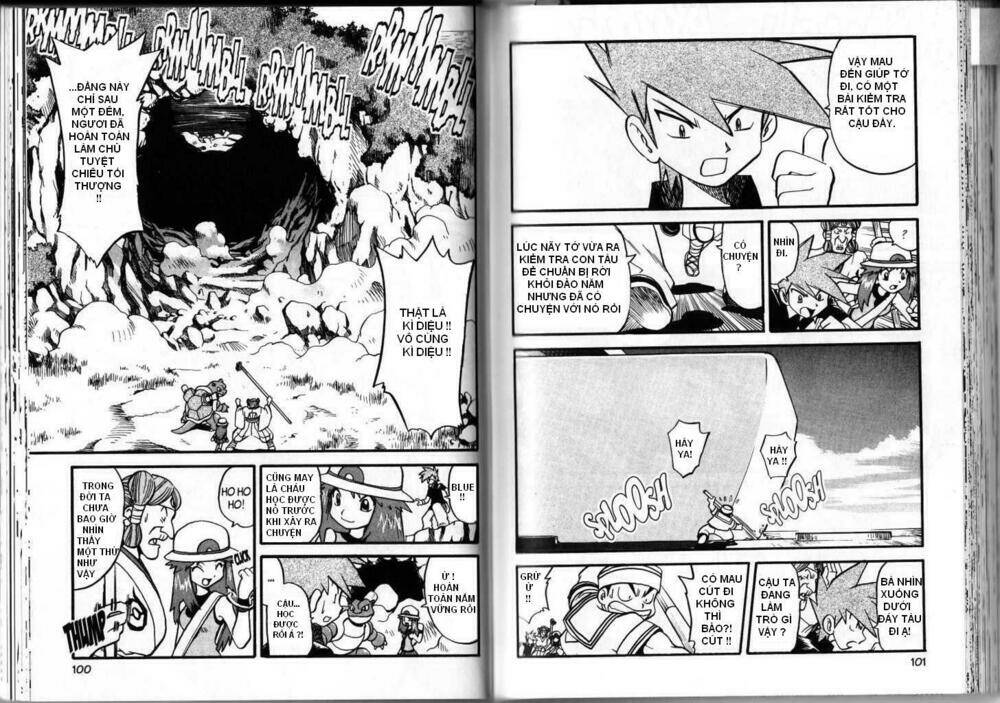 RRUMMMBL
RRUMMMBL
RRUMMMBL
RRUMMMBL
...ĐẰNG NÀY
CHỈ SAU
MỘT ĐÊM,
NGƯƠI ĐÃ
HOÀN TOÀN
LÀM CHỦ
TUYỆT
CHIÊU TỐI
THƯỢNG
!!
THẬT LÀ
KÌ DIỆU !!
VÔ CÙNG
KÌ DIỆU !!
TRONG
ĐỜI TA
CHƯA
BAO GIỜ
NHÌN
THẤY
MỘT THỨ
NHƯ
VẬY
HO HO
HO!
CLICK
THUMP
CŨNG MAY
LÀ CHÁU
HỌC ĐƯỢC
NÓ TRƯỚC
KHI XẢY RA
CHUYỆN
BLUE
!!
...
CẬU...
HỌC
ĐƯỢC
RỒI Á ?!
Ừ !
HOÀN
TOÀN NẮM
VỮNG RỒI
100
VẬY MAU
ĐẾN GIÚP TỚ
ĐI, CÓ MỘT
BÀI KIỂM TRA
RẤT TỐT CHO
CẬU ĐẤY.
LÚC NÃY TỚ VỪA RA
KIỂM TRA CON TÀU
ĐỂ CHUẨN BỊ RỜI
KHỎI ĐẢO NĂM
NHƯNG ĐÃ CÓ
CHUYỆN VỚI NÓ RỒI
CÓ
CHUYỆN
?
NHÌN
ĐI.
?
HÂY
YA!
HÂY
YA !!
SPLOOSH
SPLOOSH
GRỪ
Ừ !!
CÓ MAU
CÚT ĐI
KHÔNG
THÌ
BẢO?!
CÚT !!
CẬU TA
ĐANG
LÀM
TRÒ GÌ
VẬY ?
BÀ NHÌN
XUỐNG
DƯỚI
ĐÁY TÀU
ĐI Ạ!
101